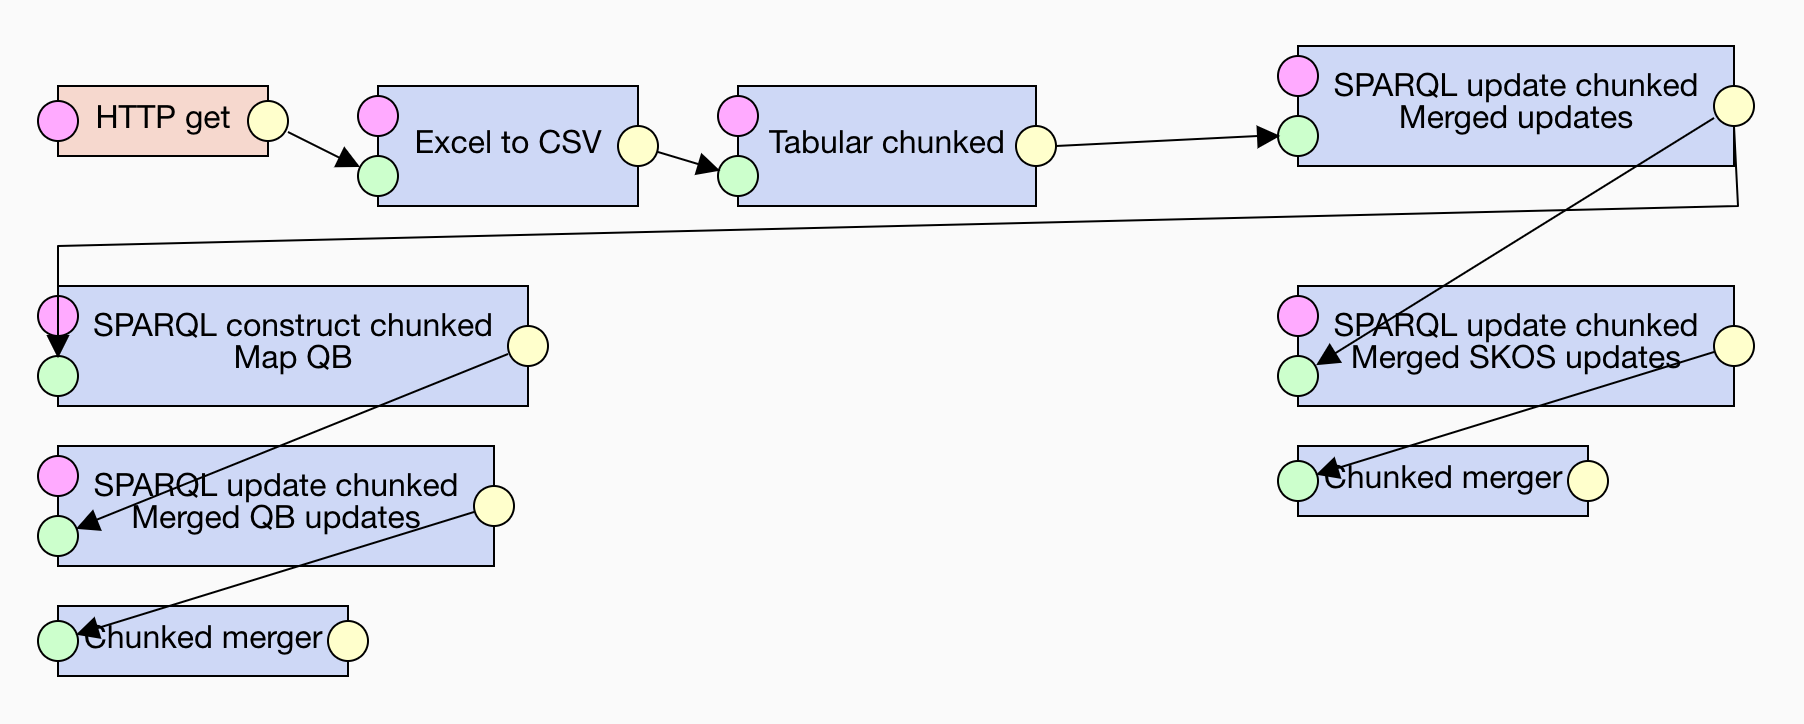 HTTP get
Excel to CSV
Tabular chunked
SPARQL update chunked
Merged updates
SPARQL construct chunked
Map QB
SPARQL update chunked
Merged SKOS updates
SPARQL update chunked
Merged QB updates
Chunked merger
Chunked merger